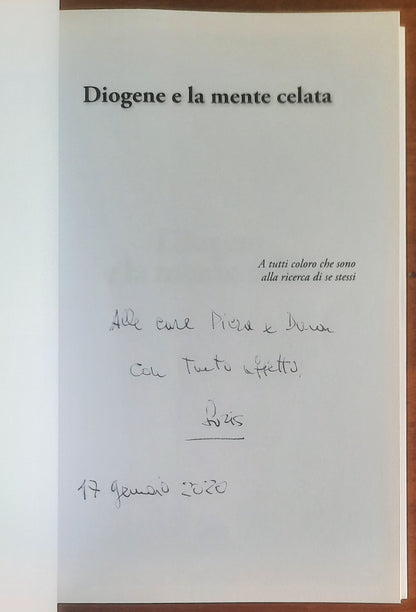 Diogene e la mente celata
A tutti coloro che sono
alla ricerca di se stessi
Alle care Piera e
con tutto affetto,
Boris
17 gennaio 2020